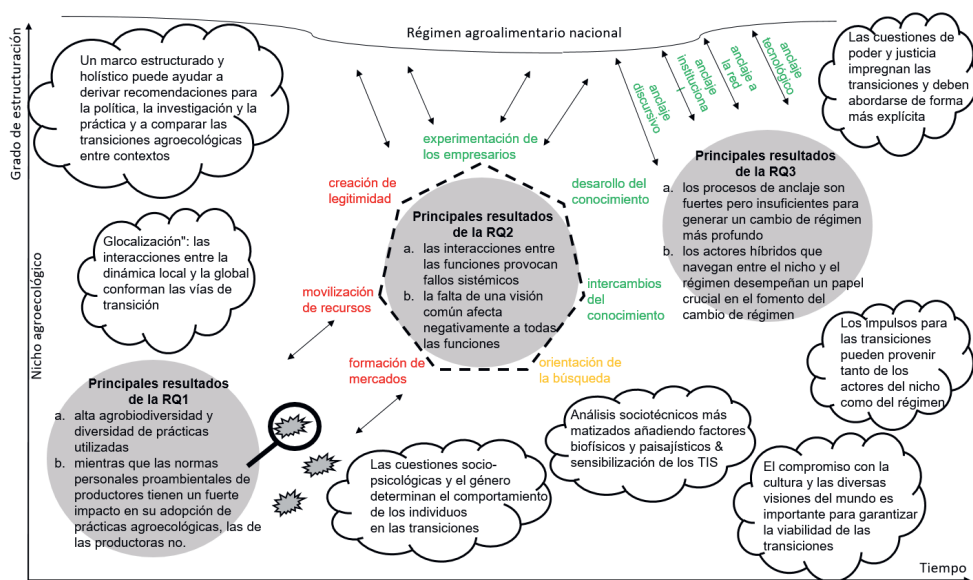 Régimen agroalimentario nacional
Grado de estructuración
Nicho agroecológico
Tiempo
Un marco estructurado y
holístico puede ayudar a
derivar recomendaciones para
la política, la investigación y la
práctica y a comparar las
transiciones agroecológicas
entre contextos
Glocalización": las
interacciones entre la
dinámica local y la global
conforman las vías de
transición
Principales resultados
de la RQ1
a. alta agrobiodiversidad y
diversidad de prácticas
utilizadas
b. mientras que las normas
personales proambientales de
productores tienen un fuerte
impacto en su adopción de
prácticas agroecológicas, las de
las productoras no.
experimentación de
los empresarios
creación de
legitimidad
desarollo del
conocimiento
movilización de
recursos
intercambios
del
conocimiento
formación de
mercados
orientación de
la búsqueda
Principales resultados
de la RQ2
a. las interacciones entre
las funciones provocan
fallos sistémicos
b. la falta de una visión
común afecta
negativamente a todas
las funciones
anclaje
discursivo
anclaje
instituciona
l
anclaje a
la red
anclaje
tecnológico
Principales resultados
de la RQ3
a. los procesos de anclaje son
fuertes pero insuficientes para
generar un cambio de régimen
más profundo
b. los actores híbridos que
navegan entre el nicho y el
régimen desempeñan un papel
crucial en el fomento del
cambio de régimen
Las cuestiones de
poder y justicia
impregnan las
transiciones y deben
abordarse de forma
más explícita
Los impulsos para
las transiciones
pueden provenir
tanto de los
actores del nicho
como del régimen
Análisis sociotécnicos más
matizados añadiendo factores
biofísicos y paisajísticos &
sensibilización de los TIS
Las cuestiones socio-
psicológicas y el género
determinan el comportamiento
de los individuos
en las transiciones
El compromiso con la
cultura y las diversas
visiones del mundo es
importante para garantizar
la viabilidad de las
transiciones